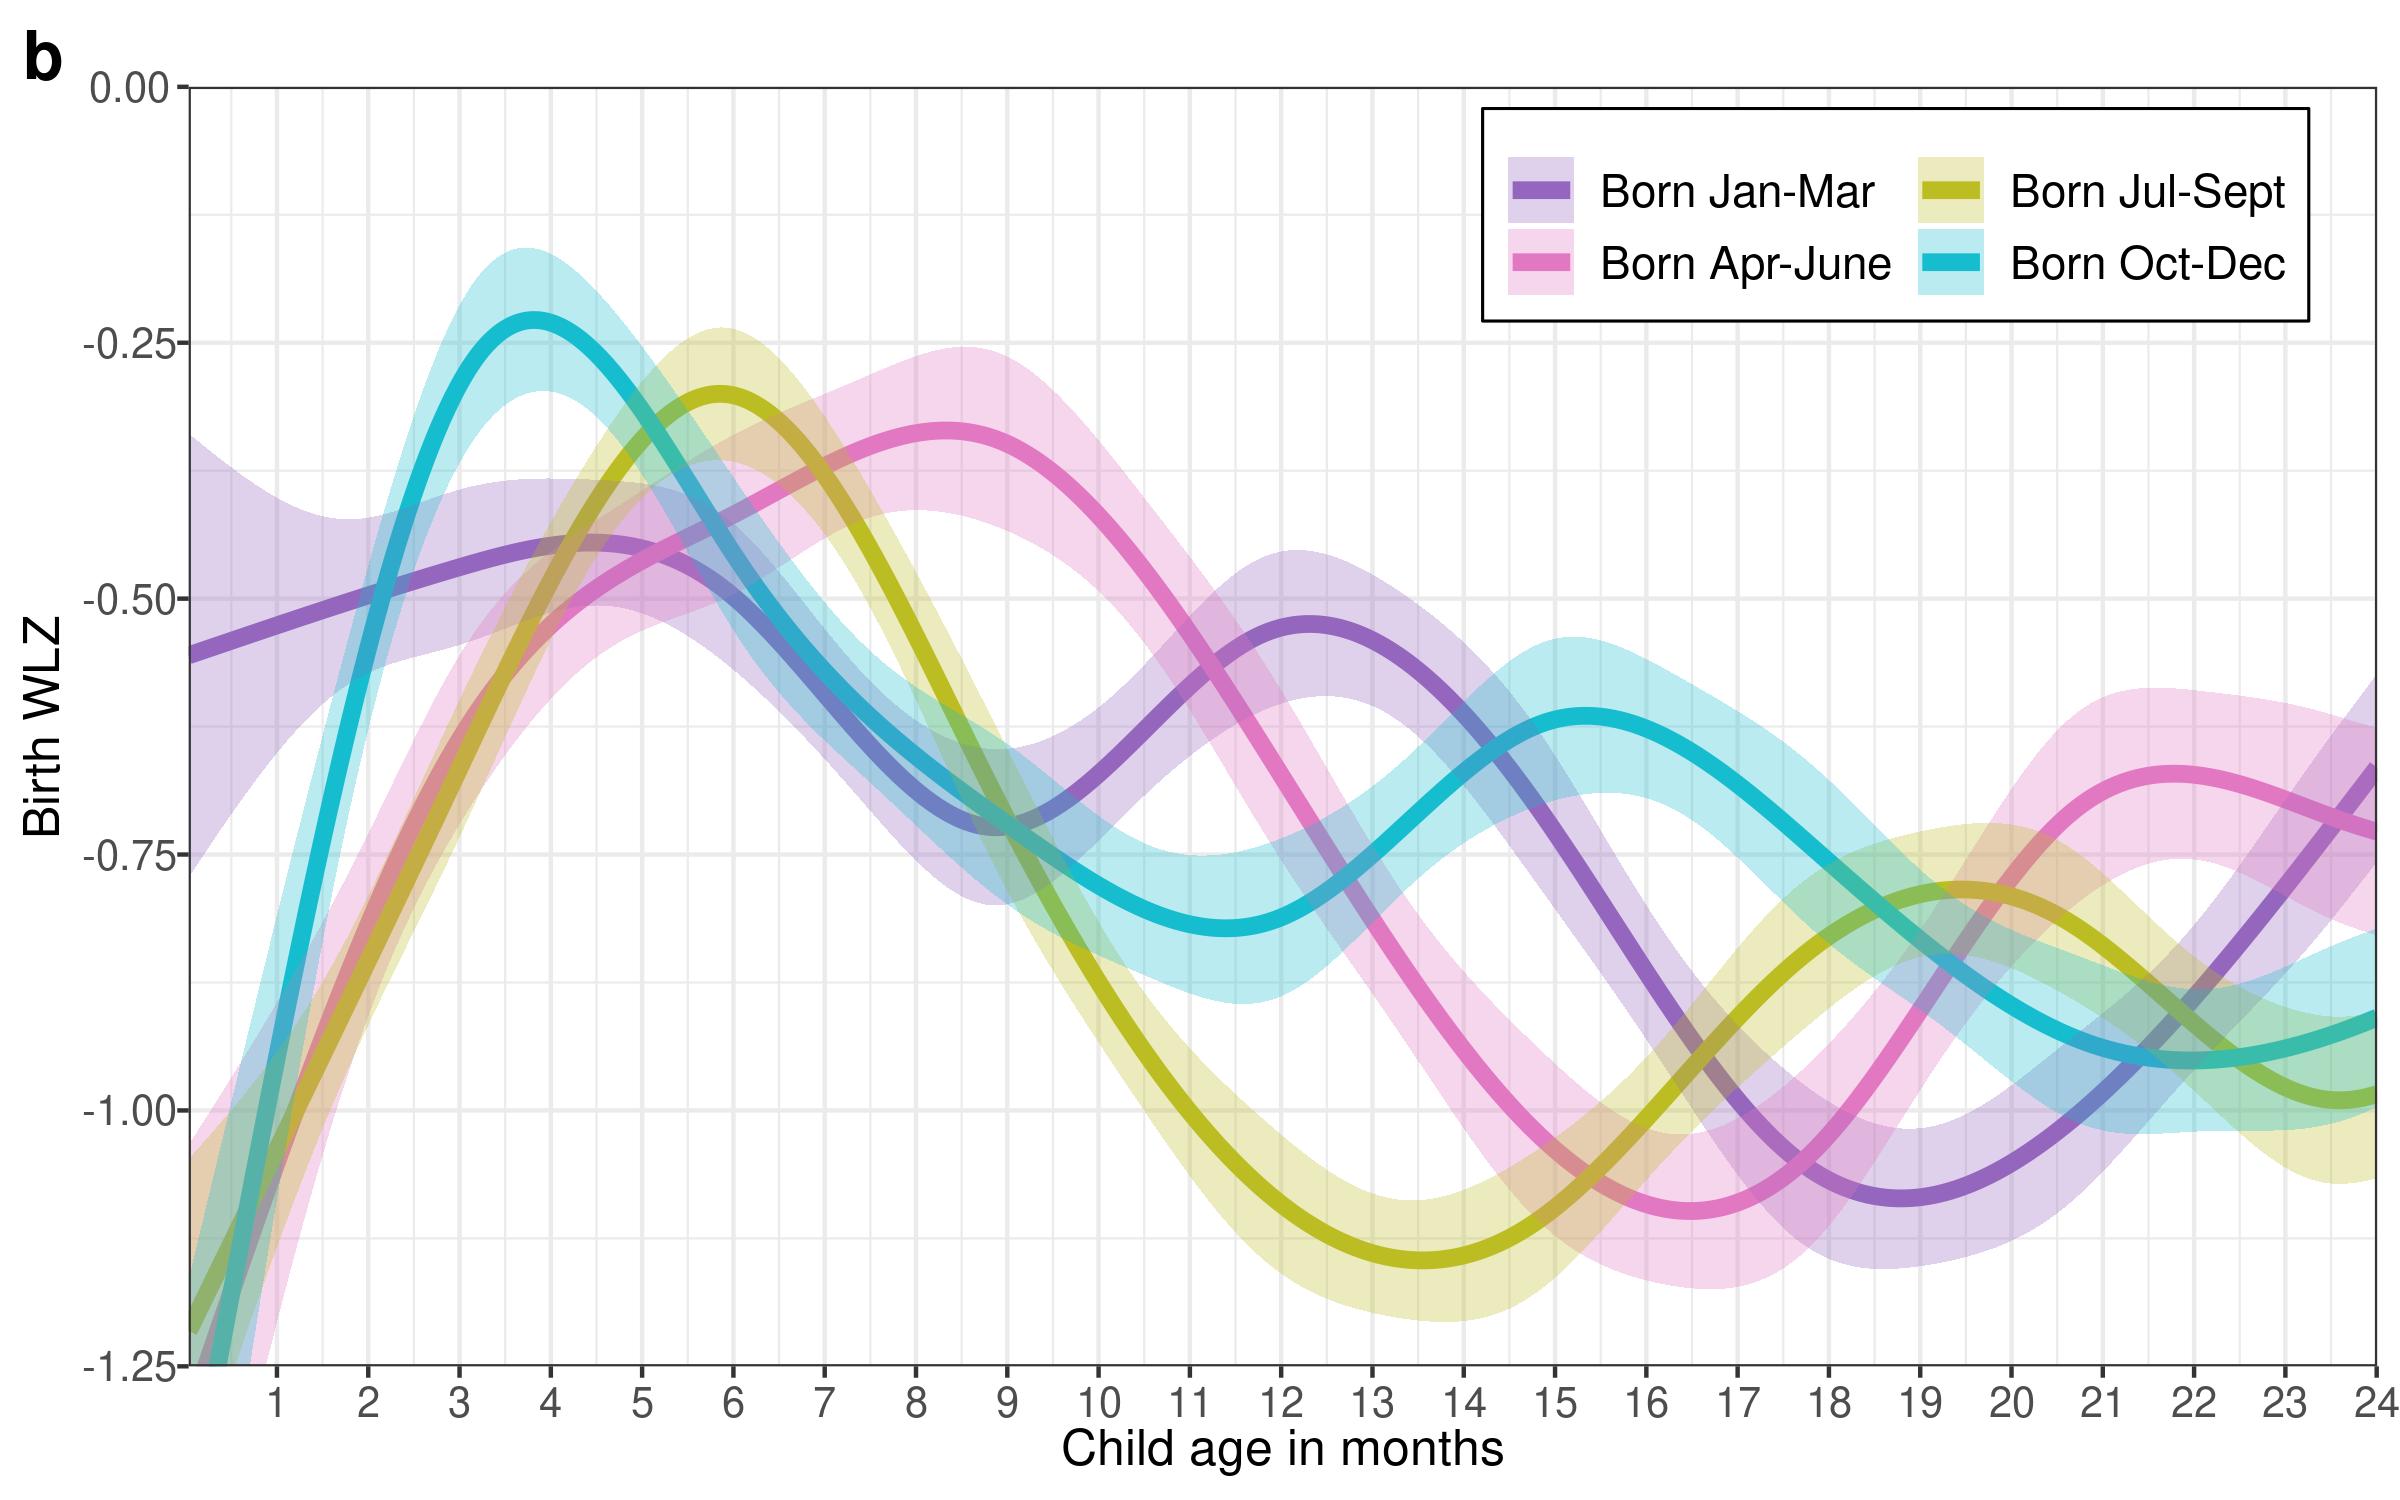 b
0.00
-0.25
-0.50
-0.75
-1.00
-1.25
Birth WLZ
Born Jan-Mar Born Jul-Sept
Born Apr-June Born Oct-Dec
1 2 3 4 5 6 7 8 9 10 11 12 13 14 15 16 17 18 19 20 21 22 23 24
Child age in months